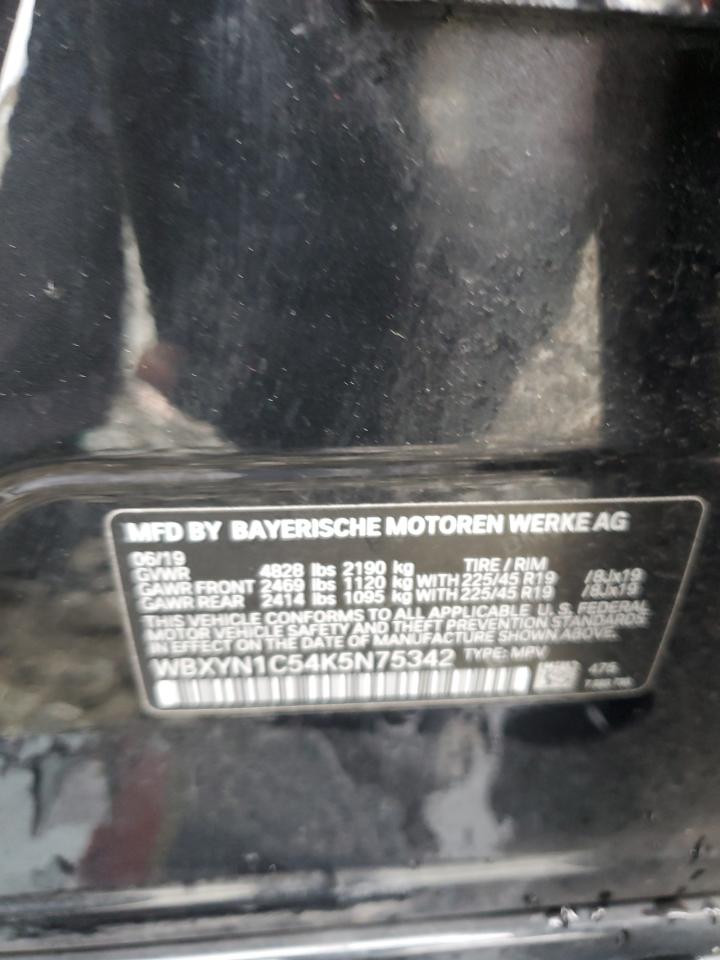 MFD BY BAYERISCHE MOTOREN WERKE AG
06/19 TIRE / RIM
GVWR 4828 lbs 2190 kg
GAWR FRONT 2469 lbs 1120 kg WITH 225/45 R19 /8Jx19
GAWR REAR 2414 lbs 1095 kg WITH 225/45 R19 /8Jx19
THIS VEHICLE CONFORMS TO ALL APPLICABLE U. S. FEDERAL
MOTOR VEHICLE SAFETY AND THEFT PREVENTION STANDARDS
IN EFFECT ON THE DATE OF MANUFACTURE SHOWN ABOVE.
WBXYN1C54K5N75342 TYPE: MPV
475